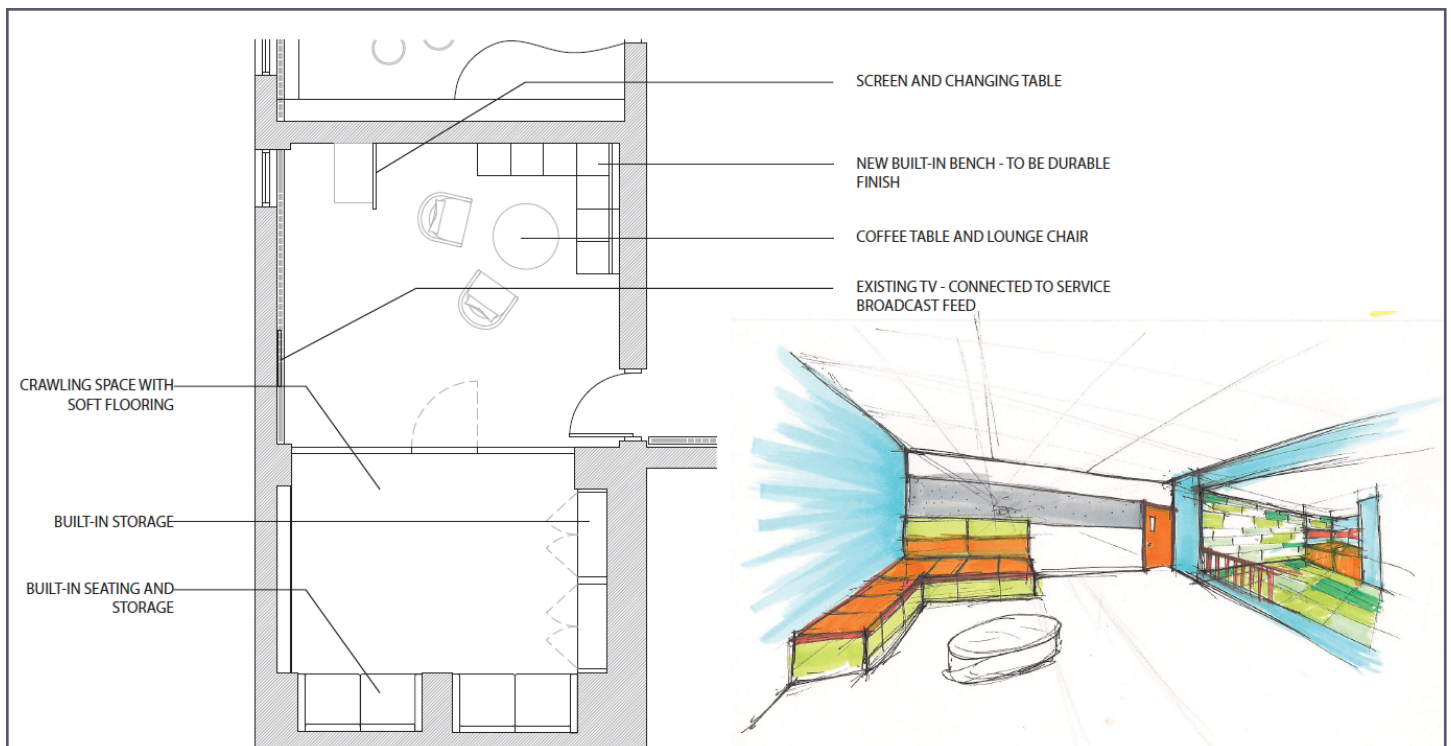 SCREEN AND CHANGING TABLE
NEW BUILT-IN BENCH - TO BE DURABLE
FINISH
COFFEE TABLE AND LOUNGE CHAIR
EXISTING TV - CONNECTED TO SERVICE
BROADCAST FEED
CRAWLING SPACE WITH
SOFT FLOORING
BUILT-IN STORAGE
BUILT-IN SEATING AND
STORAGE